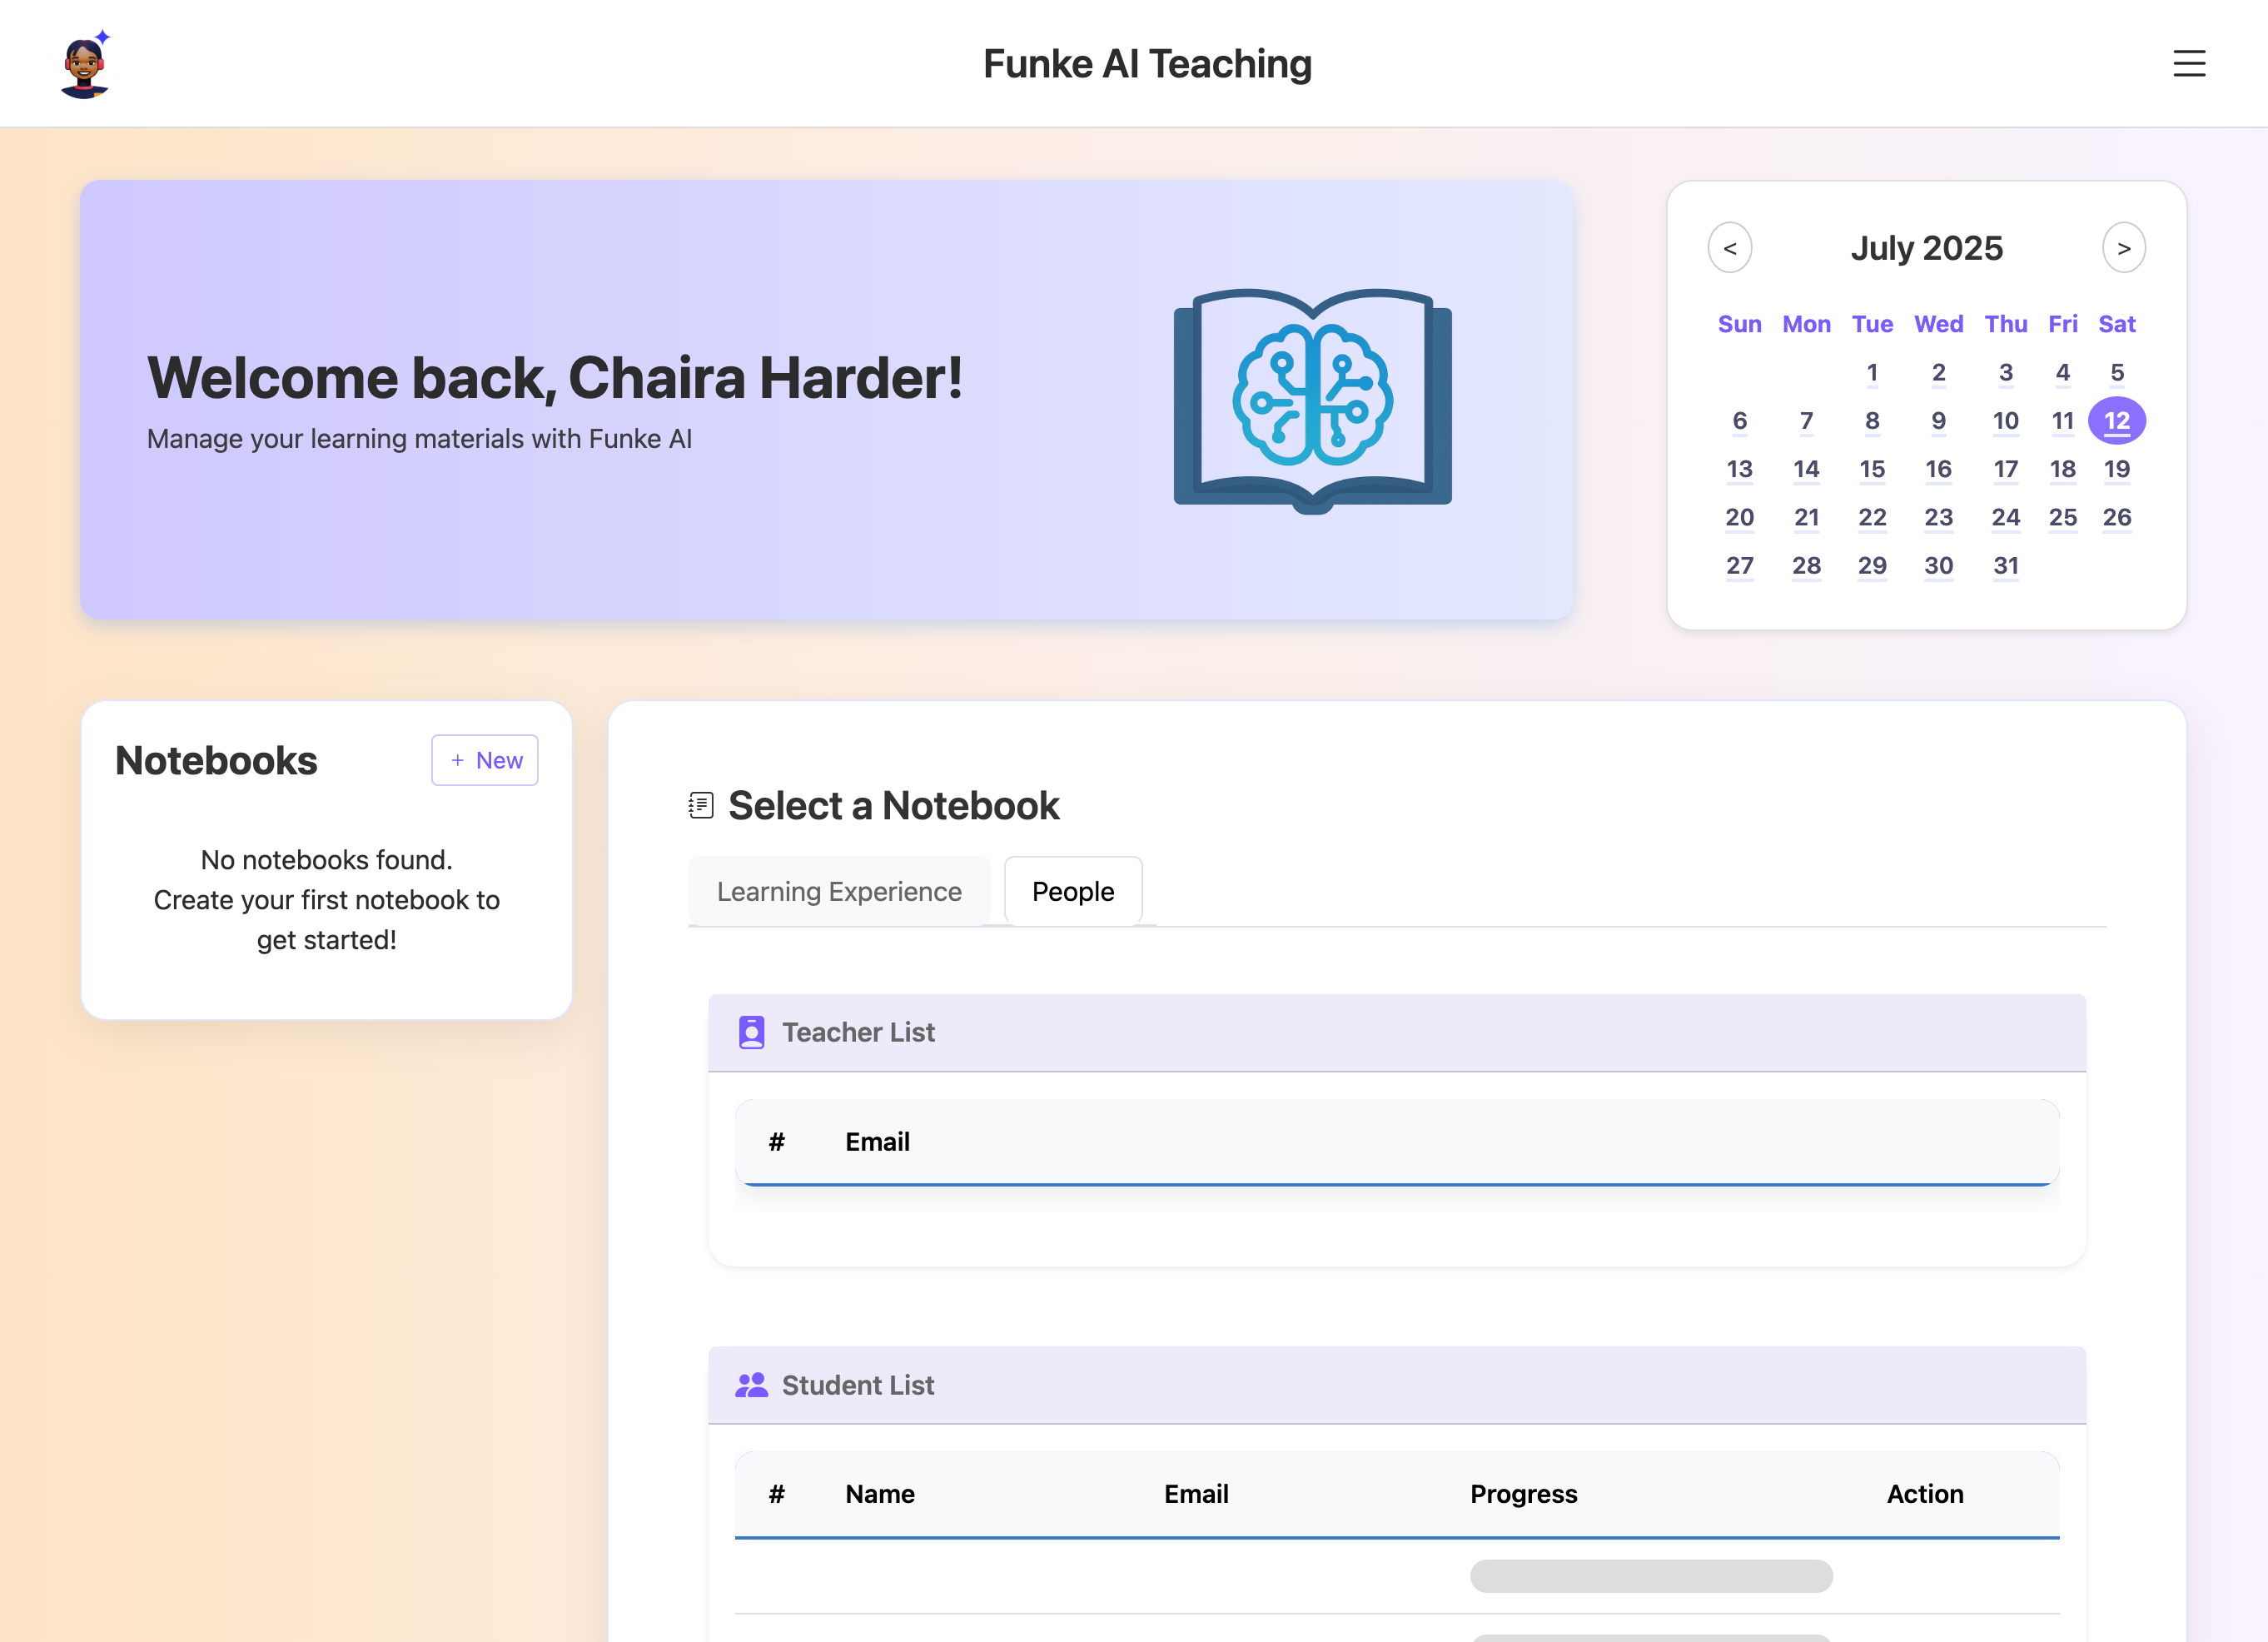 Funke AI Teaching
Welcome back, Chaira Harder!
Manage your learning materials with Funke AI
< July 2025 >
Sun Mon Tue Wed Thu Fri Sat
1 2 3 4 5
6 7 8 9 10 11 12
13 14 15 16 17 18 19
20 21 22 23 24 25 26
27 28 29 30 31
Notebooks
+ New
No notebooks found.
Create your first notebook to
get started!
Select a Notebook
Learning Experience People
Teacher List
# Email
Student List
# Name Email Progress Action